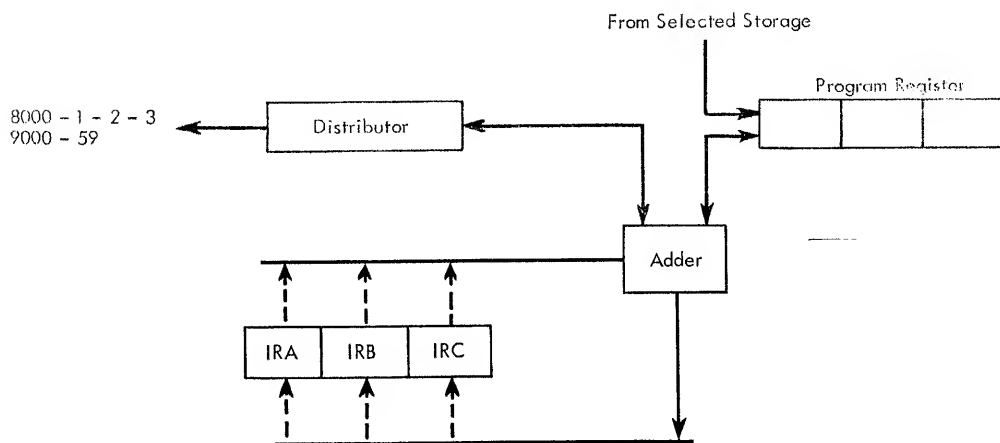 From Selected Storage
Program Register
8000 - 1 - 2 - 3
9000 - 59
Distributor
Adder
IRA IRB IRC